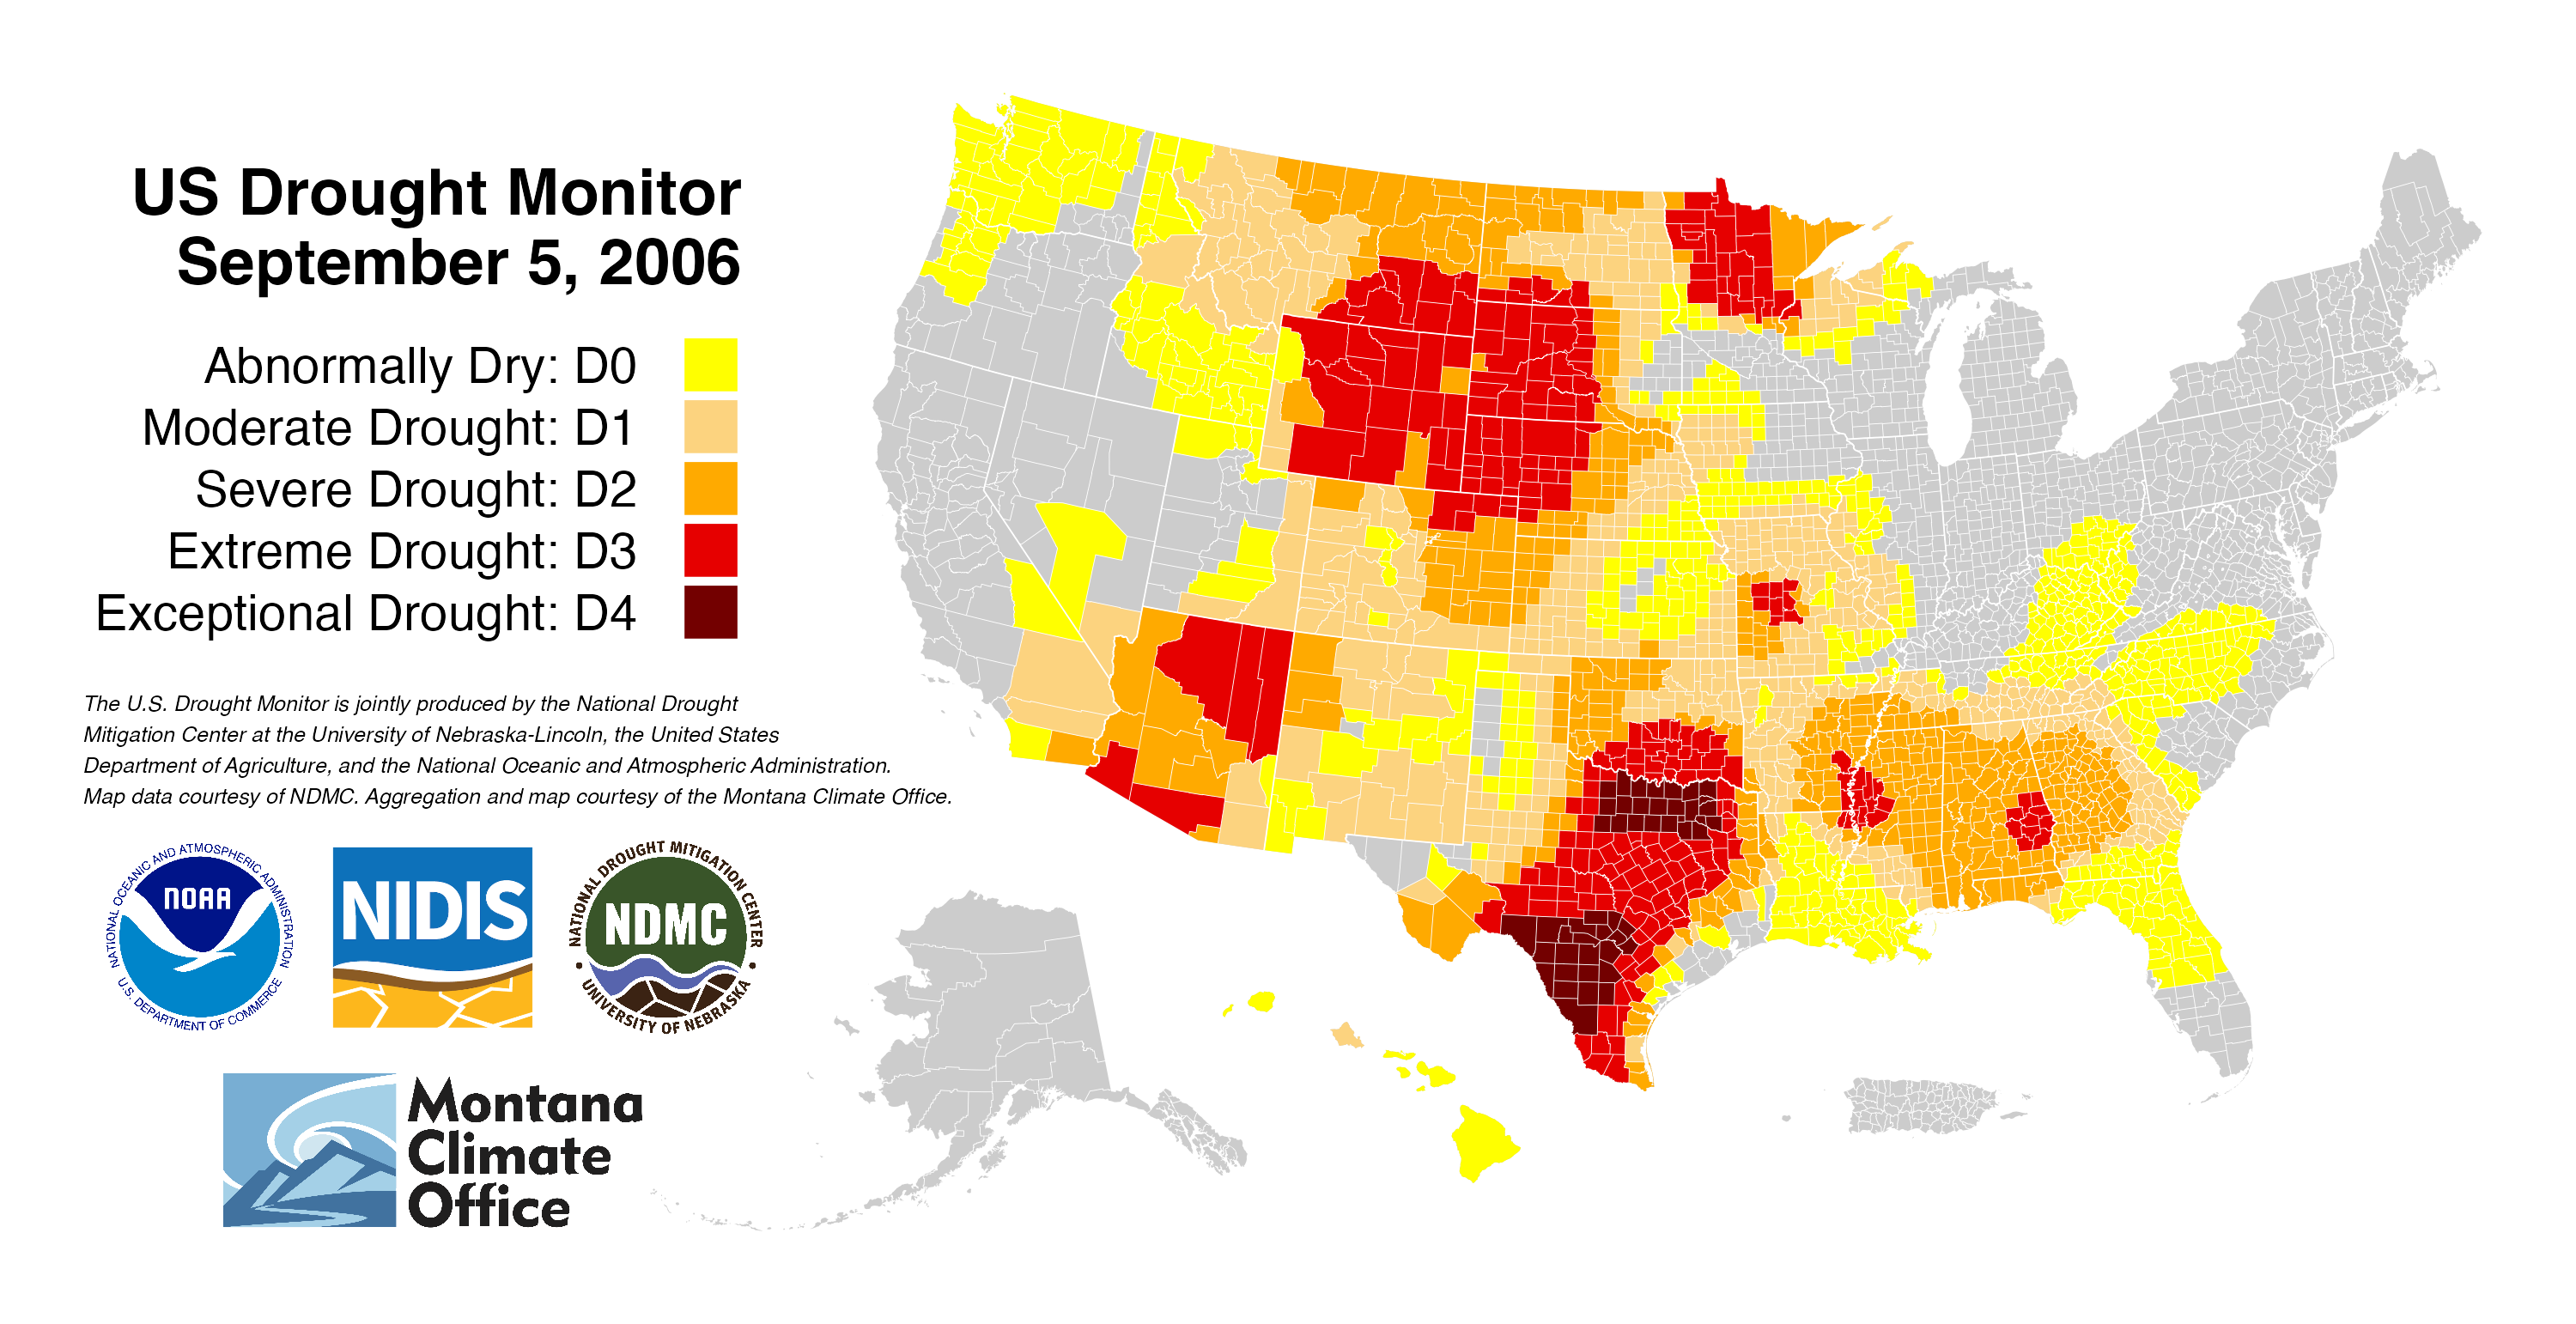 US Drought Monitor
September 5, 2006
Abnormally Dry: D0
Moderate Drought: D1
Severe Drought: D2
Extreme Drought: D3
Exceptional Drought: D4
The U.S. Drought Monitor is jointly produced by the National Drought
Mitigation Center at the University of Nebraska-Lincoln, the United States
Department of Agriculture, and the National Oceanic and Atmospheric Administration.
Map data courtesy of NDMC. Aggregation and map courtesy of the Montana Climate Office.
NATIONAL OCEANIC AND ATMOSPHERIC ADMINISTRATION
NOAA
U.S. DEPARTMENT OF COMMERCE
NIDIS
NATIONAL DROUGHT MITIGATION CENTER
NDMC
UNIVERSITY OF NEBRASKA
Montana
Climate
Office